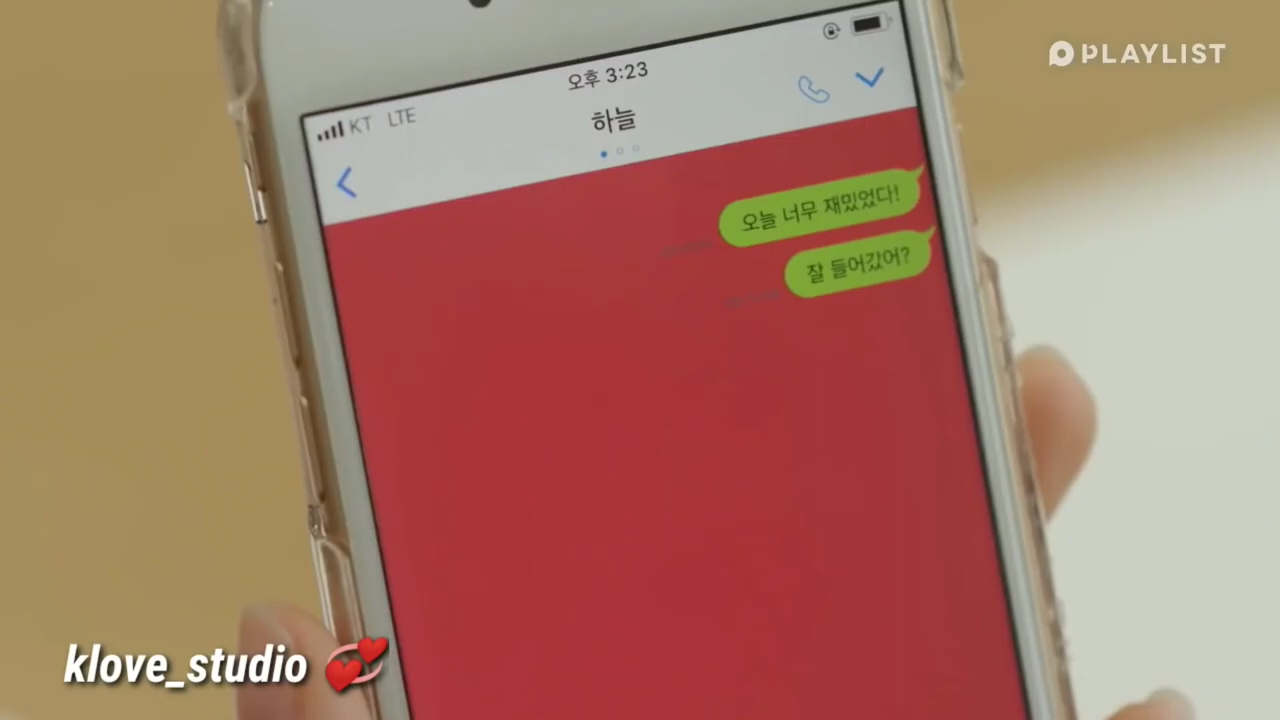 PLAYLIST
오후 3:23
KT LTE
하늘
오늘 너무 재밌었다!
잘 들어갔어?
klove_studio